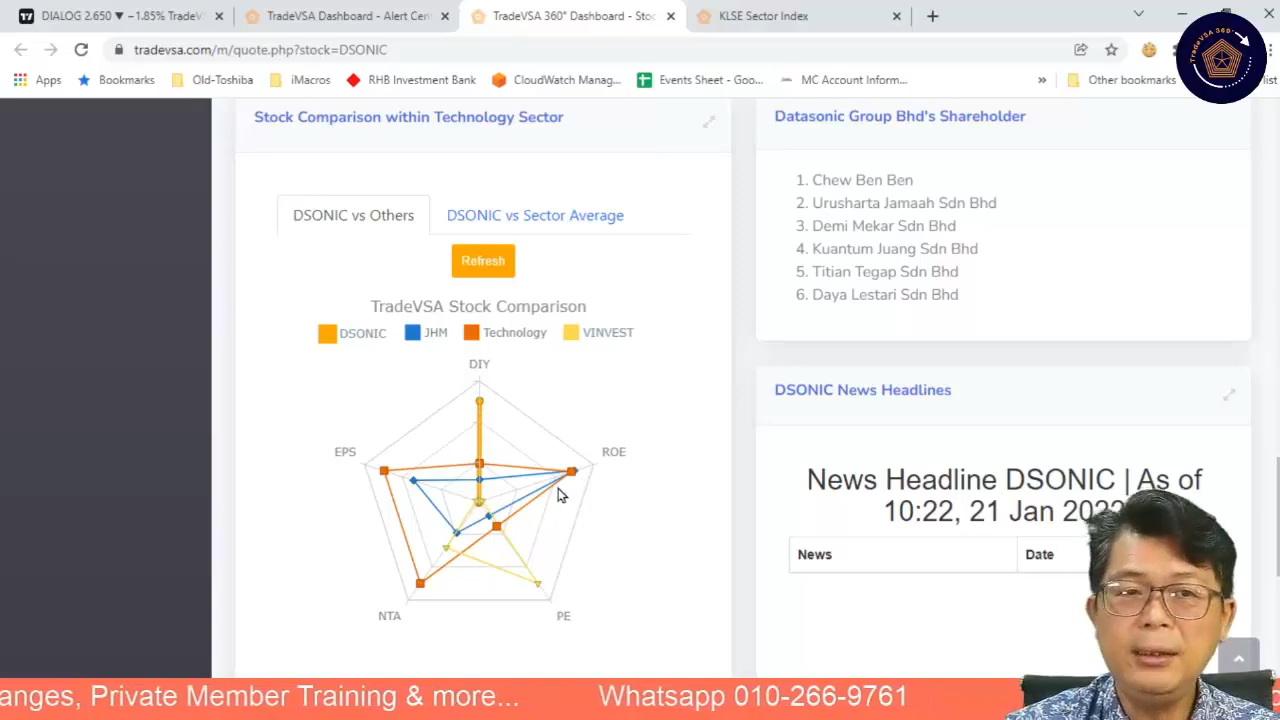 DIALOG 2.650 ▼ −1.85% TradeV
TradeVSA Dashboard - Alert Cen
TradeVSA 360° Dashboard - Stoc
KLSE Sector Index
tradevsa.com/m/quote.php?stock=DSONIC
Apps
Bookmarks
Old-Toshiba
iMacros
RHB Investment Bank
CloudWatch Manag...
Events Sheet - Goo...
MC Account Inform...
»
Other bookmarks
list
TradeVSA 360°
Stock Comparison within Technology Sector
DSONIC vs Others
DSONIC vs Sector Average
Refresh
TradeVSA Stock Comparison
DSONIC
JHM
Technology
VINVEST
DIY
EPS
ROE
NTA
PE
Datasonic Group Bhd's Shareholder
1. Chew Ben Ben
2. Urusharta Jamaah Sdn Bhd
3. Demi Mekar Sdn Bhd
4. Kuantum Juang Sdn Bhd
5. Titian Tegap Sdn Bhd
6. Daya Lestari Sdn Bhd
DSONIC News Headlines
News Headline DSONIC | As of
10:22, 21 Jan 2022
News
Date
anges, Private Member Training & more...
Whatsapp 010-266-9761